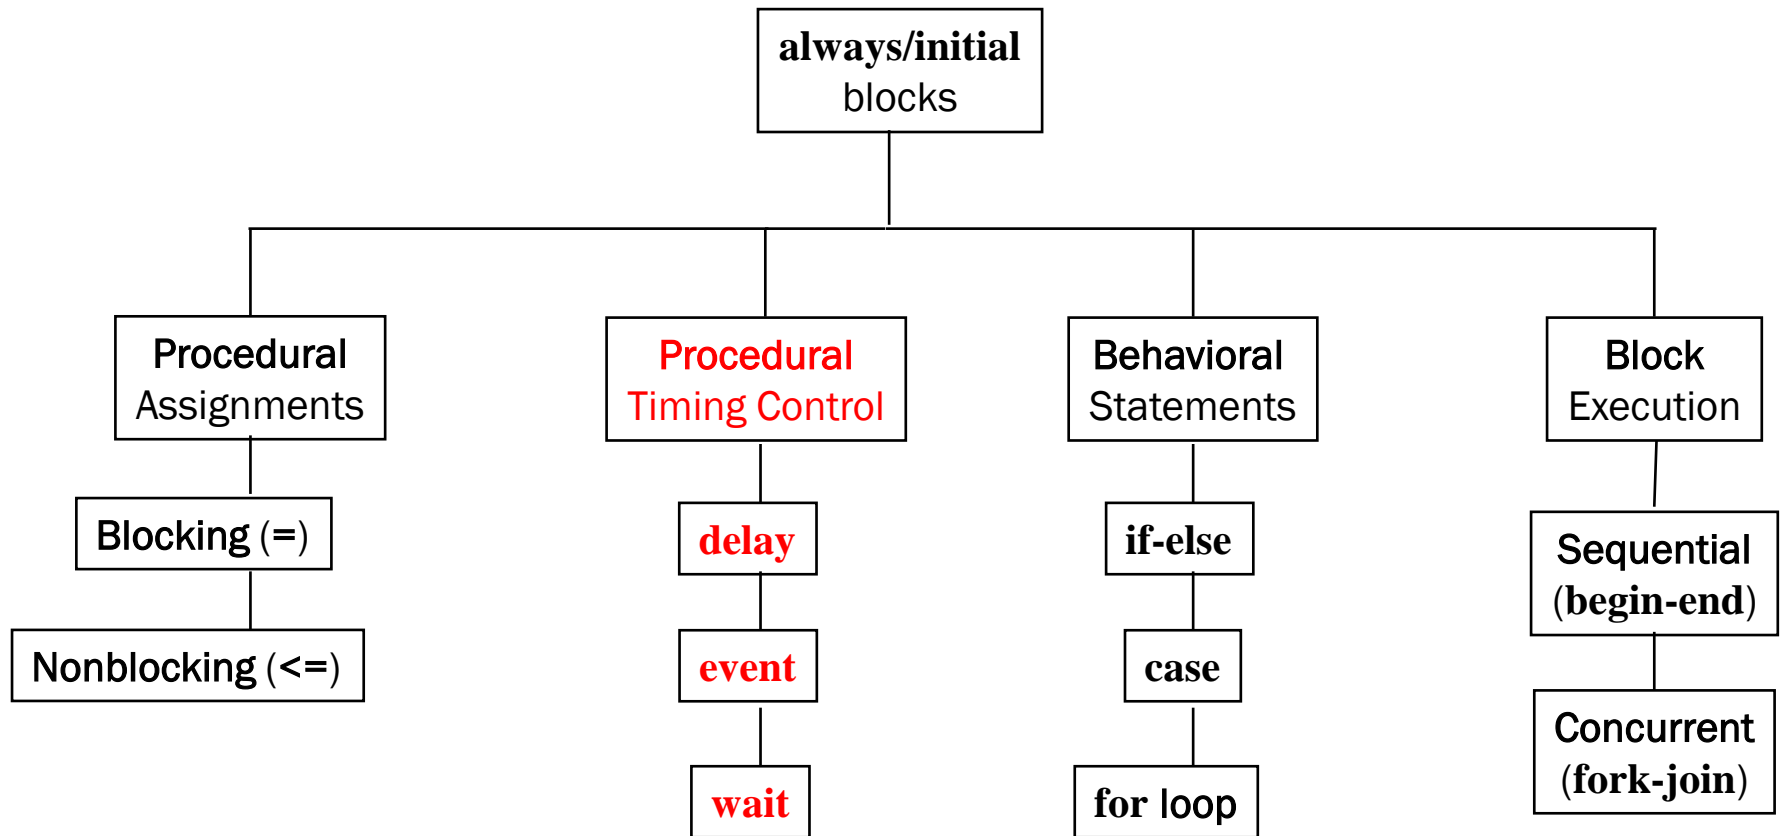 always/initial
blocks
Procedural
Assignments
Blocking (=)
Nonblocking (<=)
Procedural
Timing Control
delay
event
wait
Behavioral
Statements
if-else
case
for loop
Block
Execution
Sequential
(begin-end)
Concurrent
(fork-join)